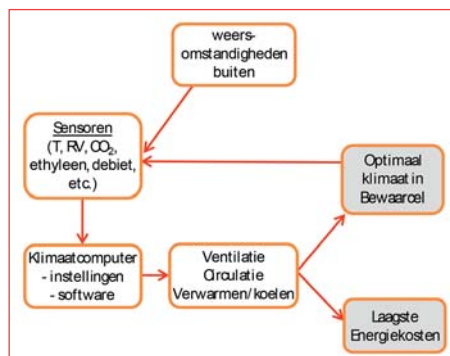 weers-
omstandigheden
buiten
Sensoren
(T, RV, CO₂,
ethyleen, debiet,
etc.)
Optimaal
klimaat in
Bewaarcel
Klimaatcomputer
- instellingen
- software
Ventilatie
Circulatie
Verwarmen/koelen
Laagste
Energiekosten